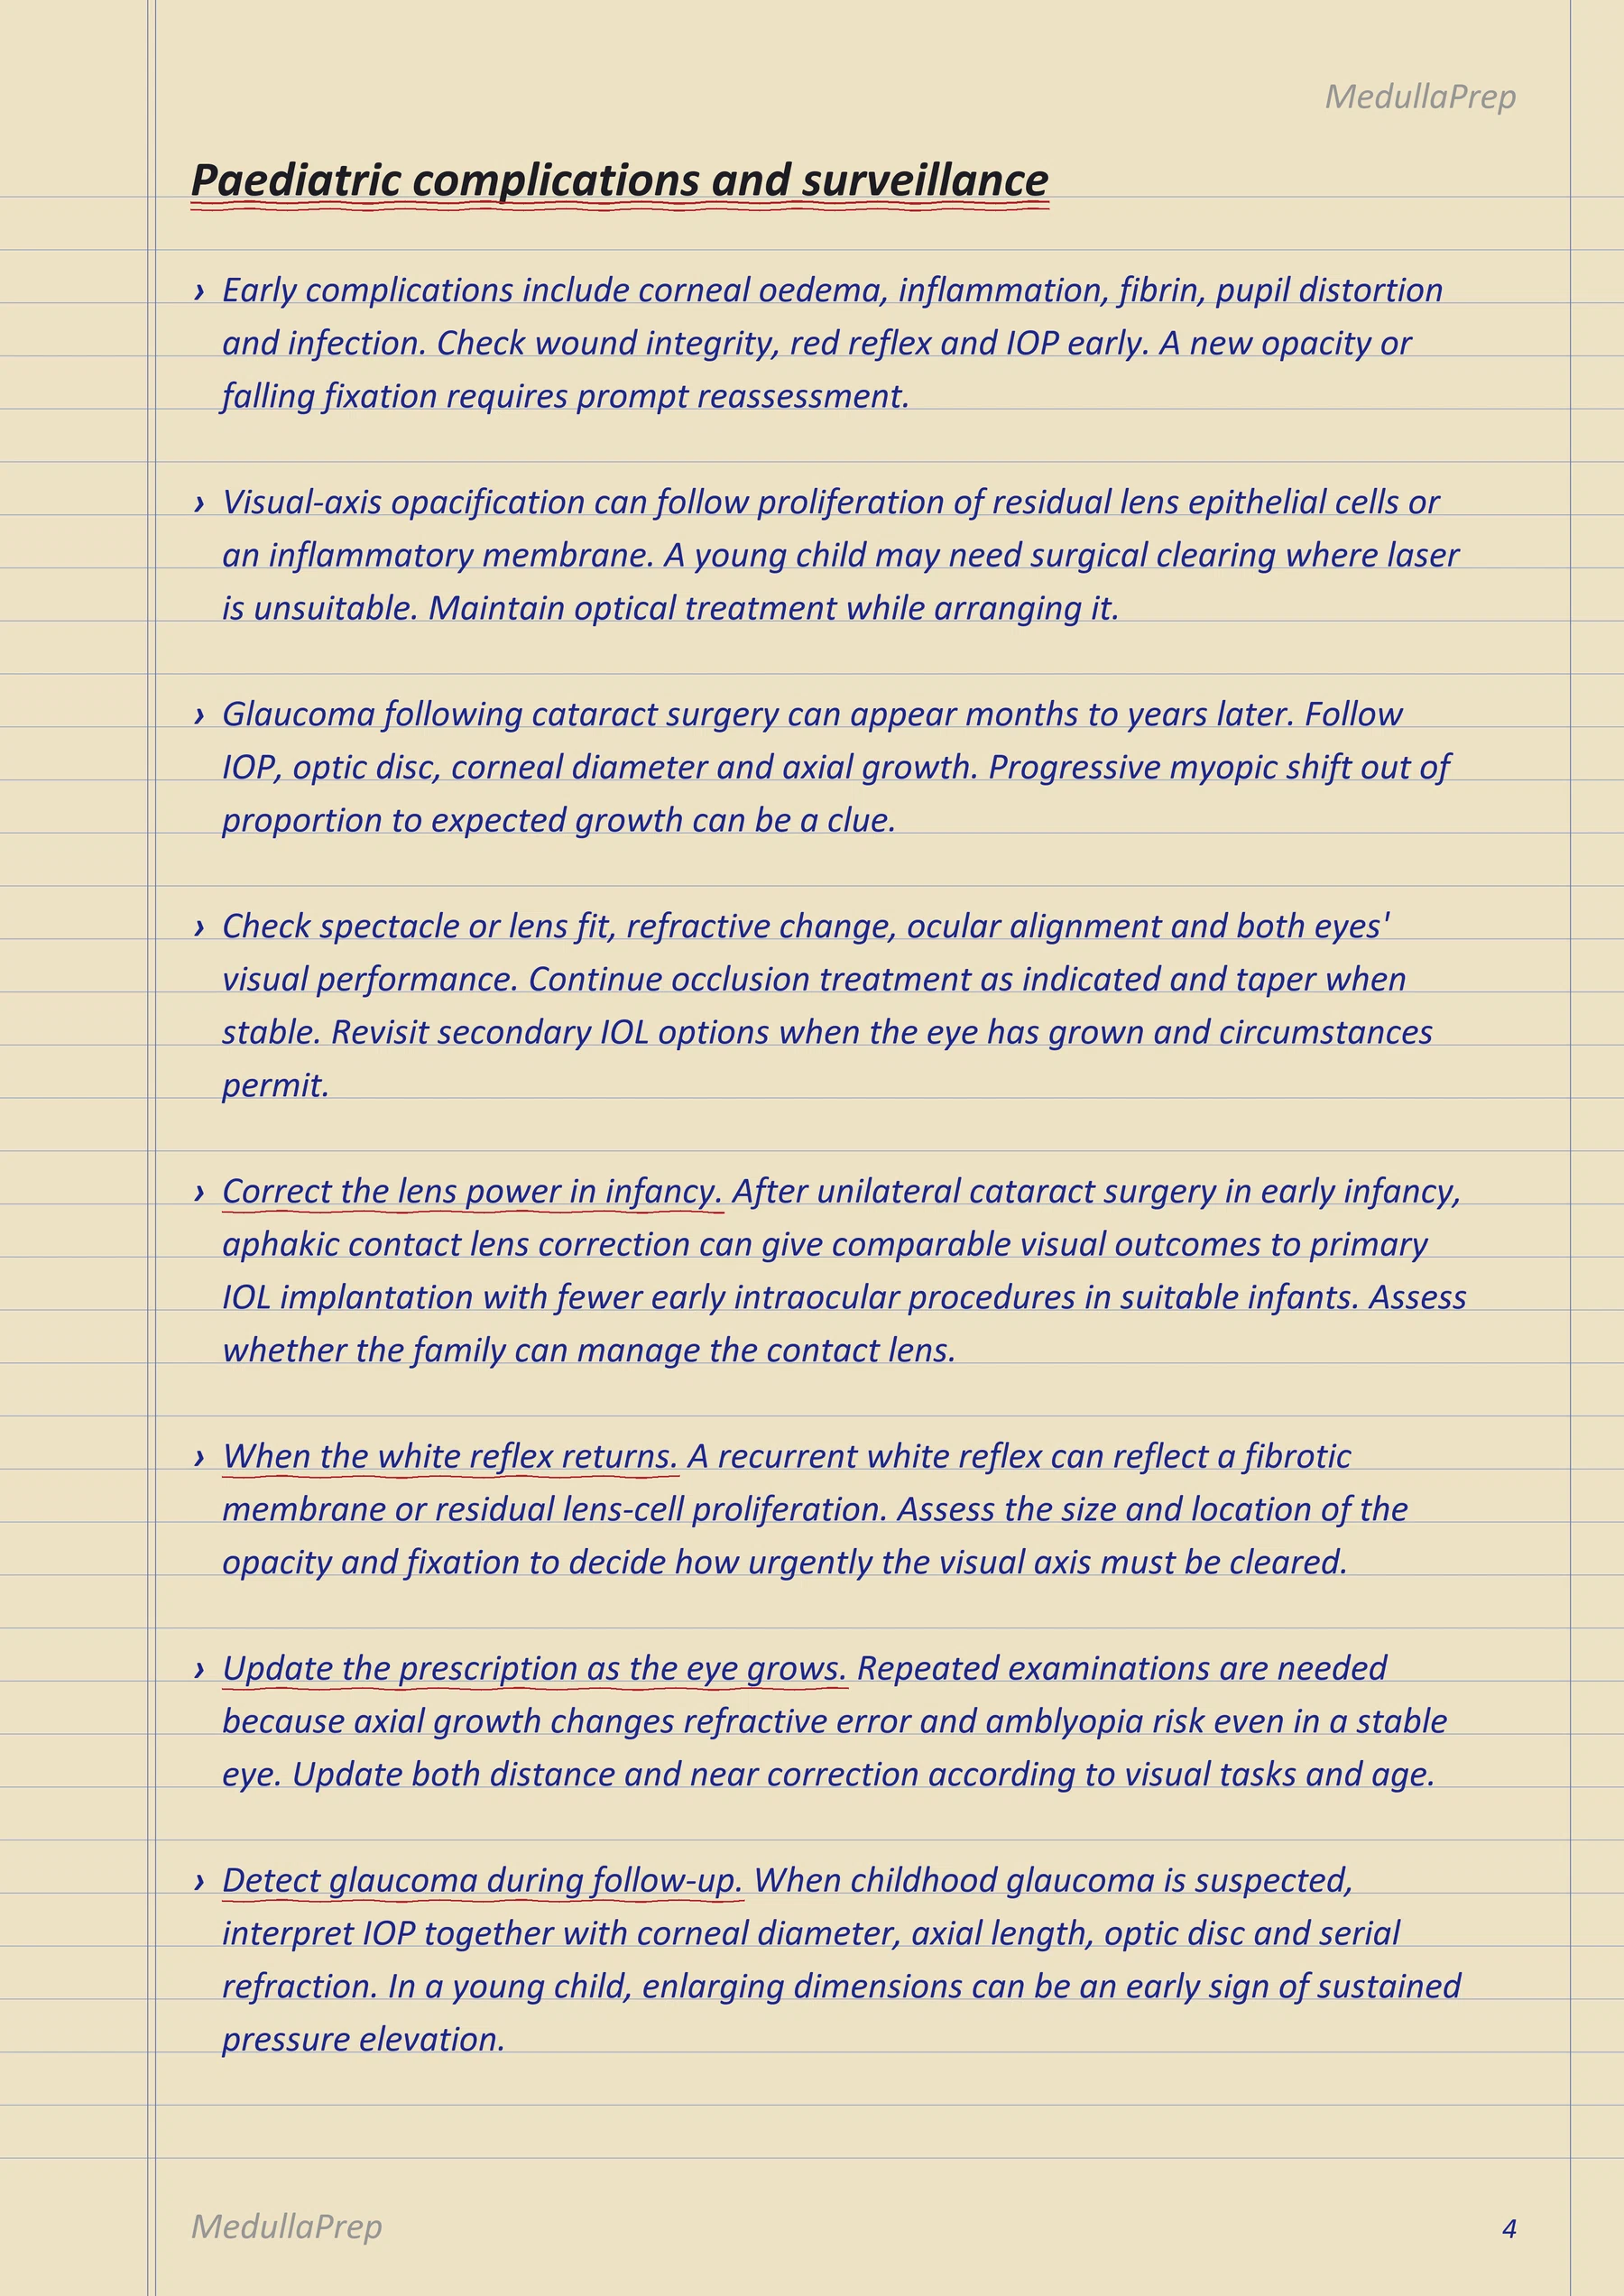 MedullaPrep
Paediatric complications and surveillance
› Early complications include corneal oedema, inflammation, fibrin, pupil distortion
and infection. Check wound integrity, red reflex and IOP early. A new opacity or
falling fixation requires prompt reassessment.
› Visual-axis opacification can follow proliferation of residual lens epithelial cells or
an inflammatory membrane. A young child may need surgical clearing where laser
is unsuitable. Maintain optical treatment while arranging it.
› Glaucoma following cataract surgery can appear months to years later. Follow
IOP, optic disc, corneal diameter and axial growth. Progressive myopic shift out of
proportion to expected growth can be a clue.
› Check spectacle or lens fit, refractive change, ocular alignment and both eyes'
visual performance. Continue occlusion treatment as indicated and taper when
stable. Revisit secondary IOL options when the eye has grown and circumstances
permit.
› Correct the lens power in infancy. After unilateral cataract surgery in early infancy,
aphakic contact lens correction can give comparable visual outcomes to primary
IOL implantation with fewer early intraocular procedures in suitable infants. Assess
whether the family can manage the contact lens.
› When the white reflex returns. A recurrent white reflex can reflect a fibrotic
membrane or residual lens-cell proliferation. Assess the size and location of the
opacity and fixation to decide how urgently the visual axis must be cleared.
› Update the prescription as the eye grows. Repeated examinations are needed
because axial growth changes refractive error and amblyopia risk even in a stable
eye. Update both distance and near correction according to visual tasks and age.
› Detect glaucoma during follow-up. When childhood glaucoma is suspected,
interpret IOP together with corneal diameter, axial length, optic disc and serial
refraction. In a young child, enlarging dimensions can be an early sign of sustained
pressure elevation.
MedullaPrep
4